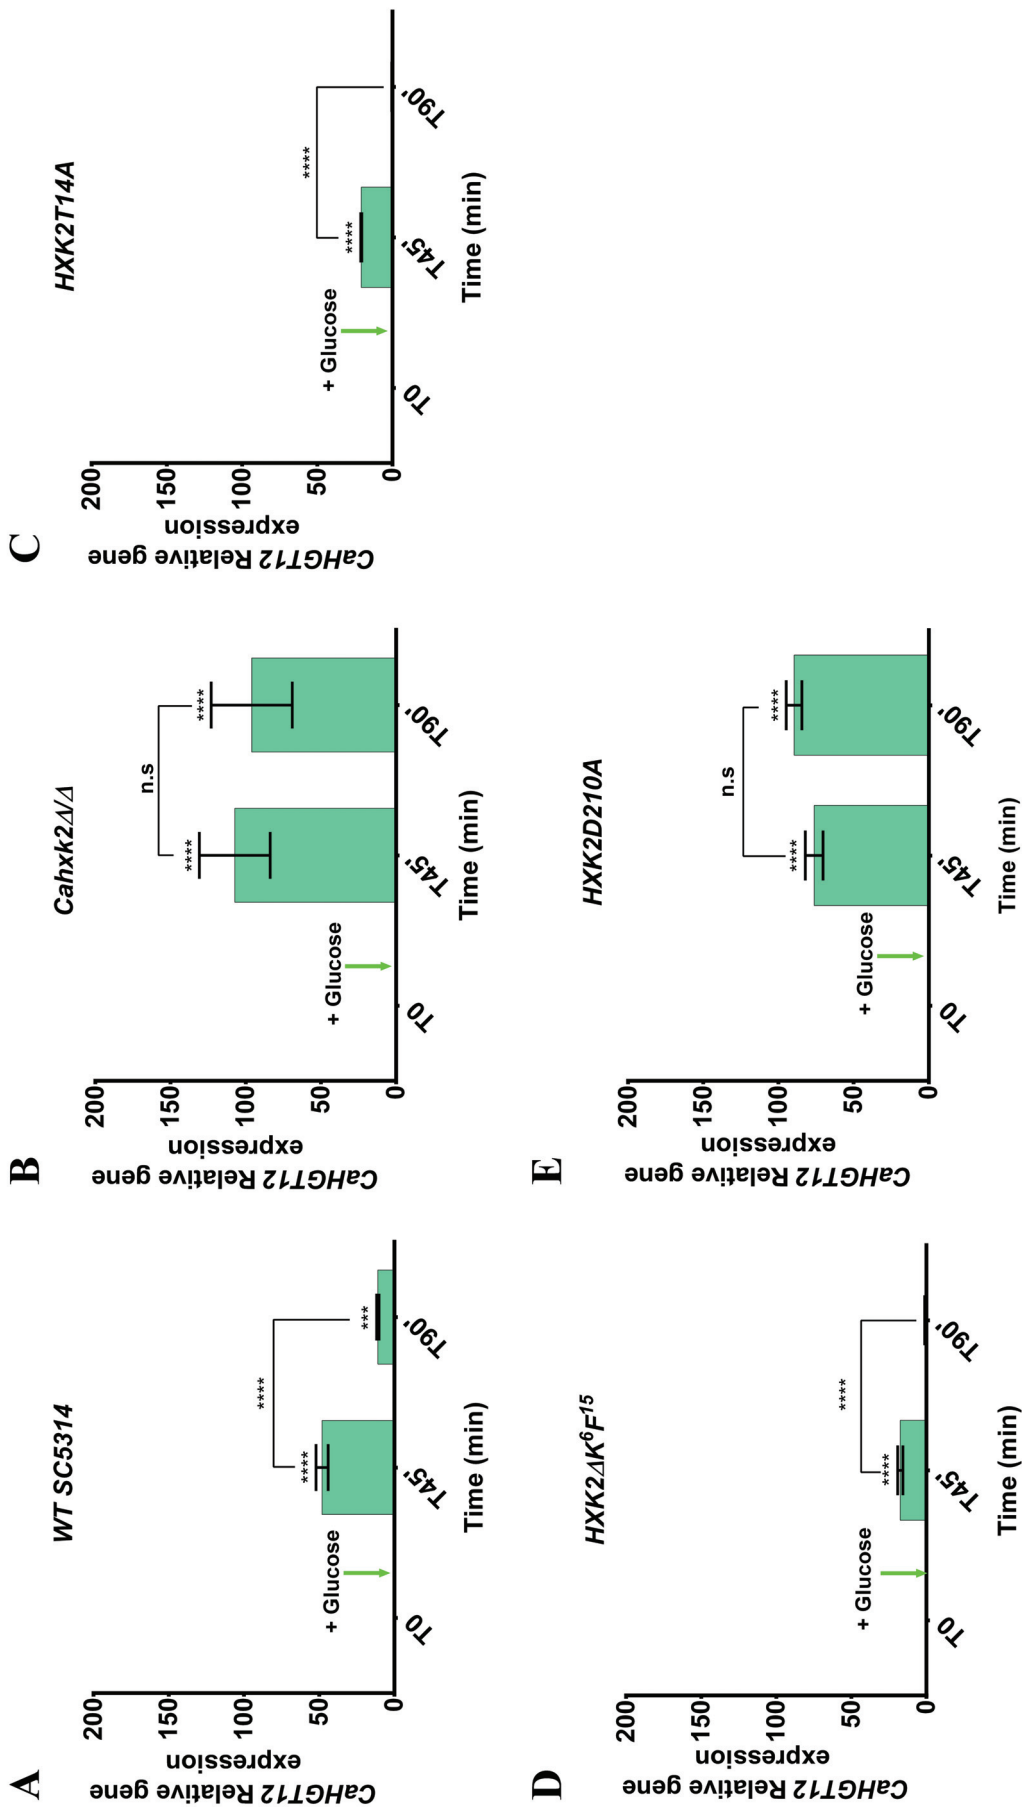 A
WT SC5314
CaHGT12 Relative gene
expression
200
150
100
50
0
+ Glucose
****
****
***
T0
T45'
T90'
Time (min)
B
Cahxk2Δ/Δ
CaHGT12 Relative gene
expression
200
150
100
50
0
+ Glucose
****
n.s
****
T0
T45'
T90'
Time (min)
C
HXK2T14A
CaHGT12 Relative gene
expression
200
150
100
50
0
+ Glucose
****
****
T0
T45'
T90'
Time (min)
D
HXK2ΔK⁶F¹⁵
CaHGT12 Relative gene
expression
200
150
100
50
0
+ Glucose
****
****
T0
T45'
T90'
Time (min)
E
HXK2D210A
CaHGT12 Relative gene
expression
200
150
100
50
0
+ Glucose
****
n.s
****
T0
T45'
T90'
Time (min)